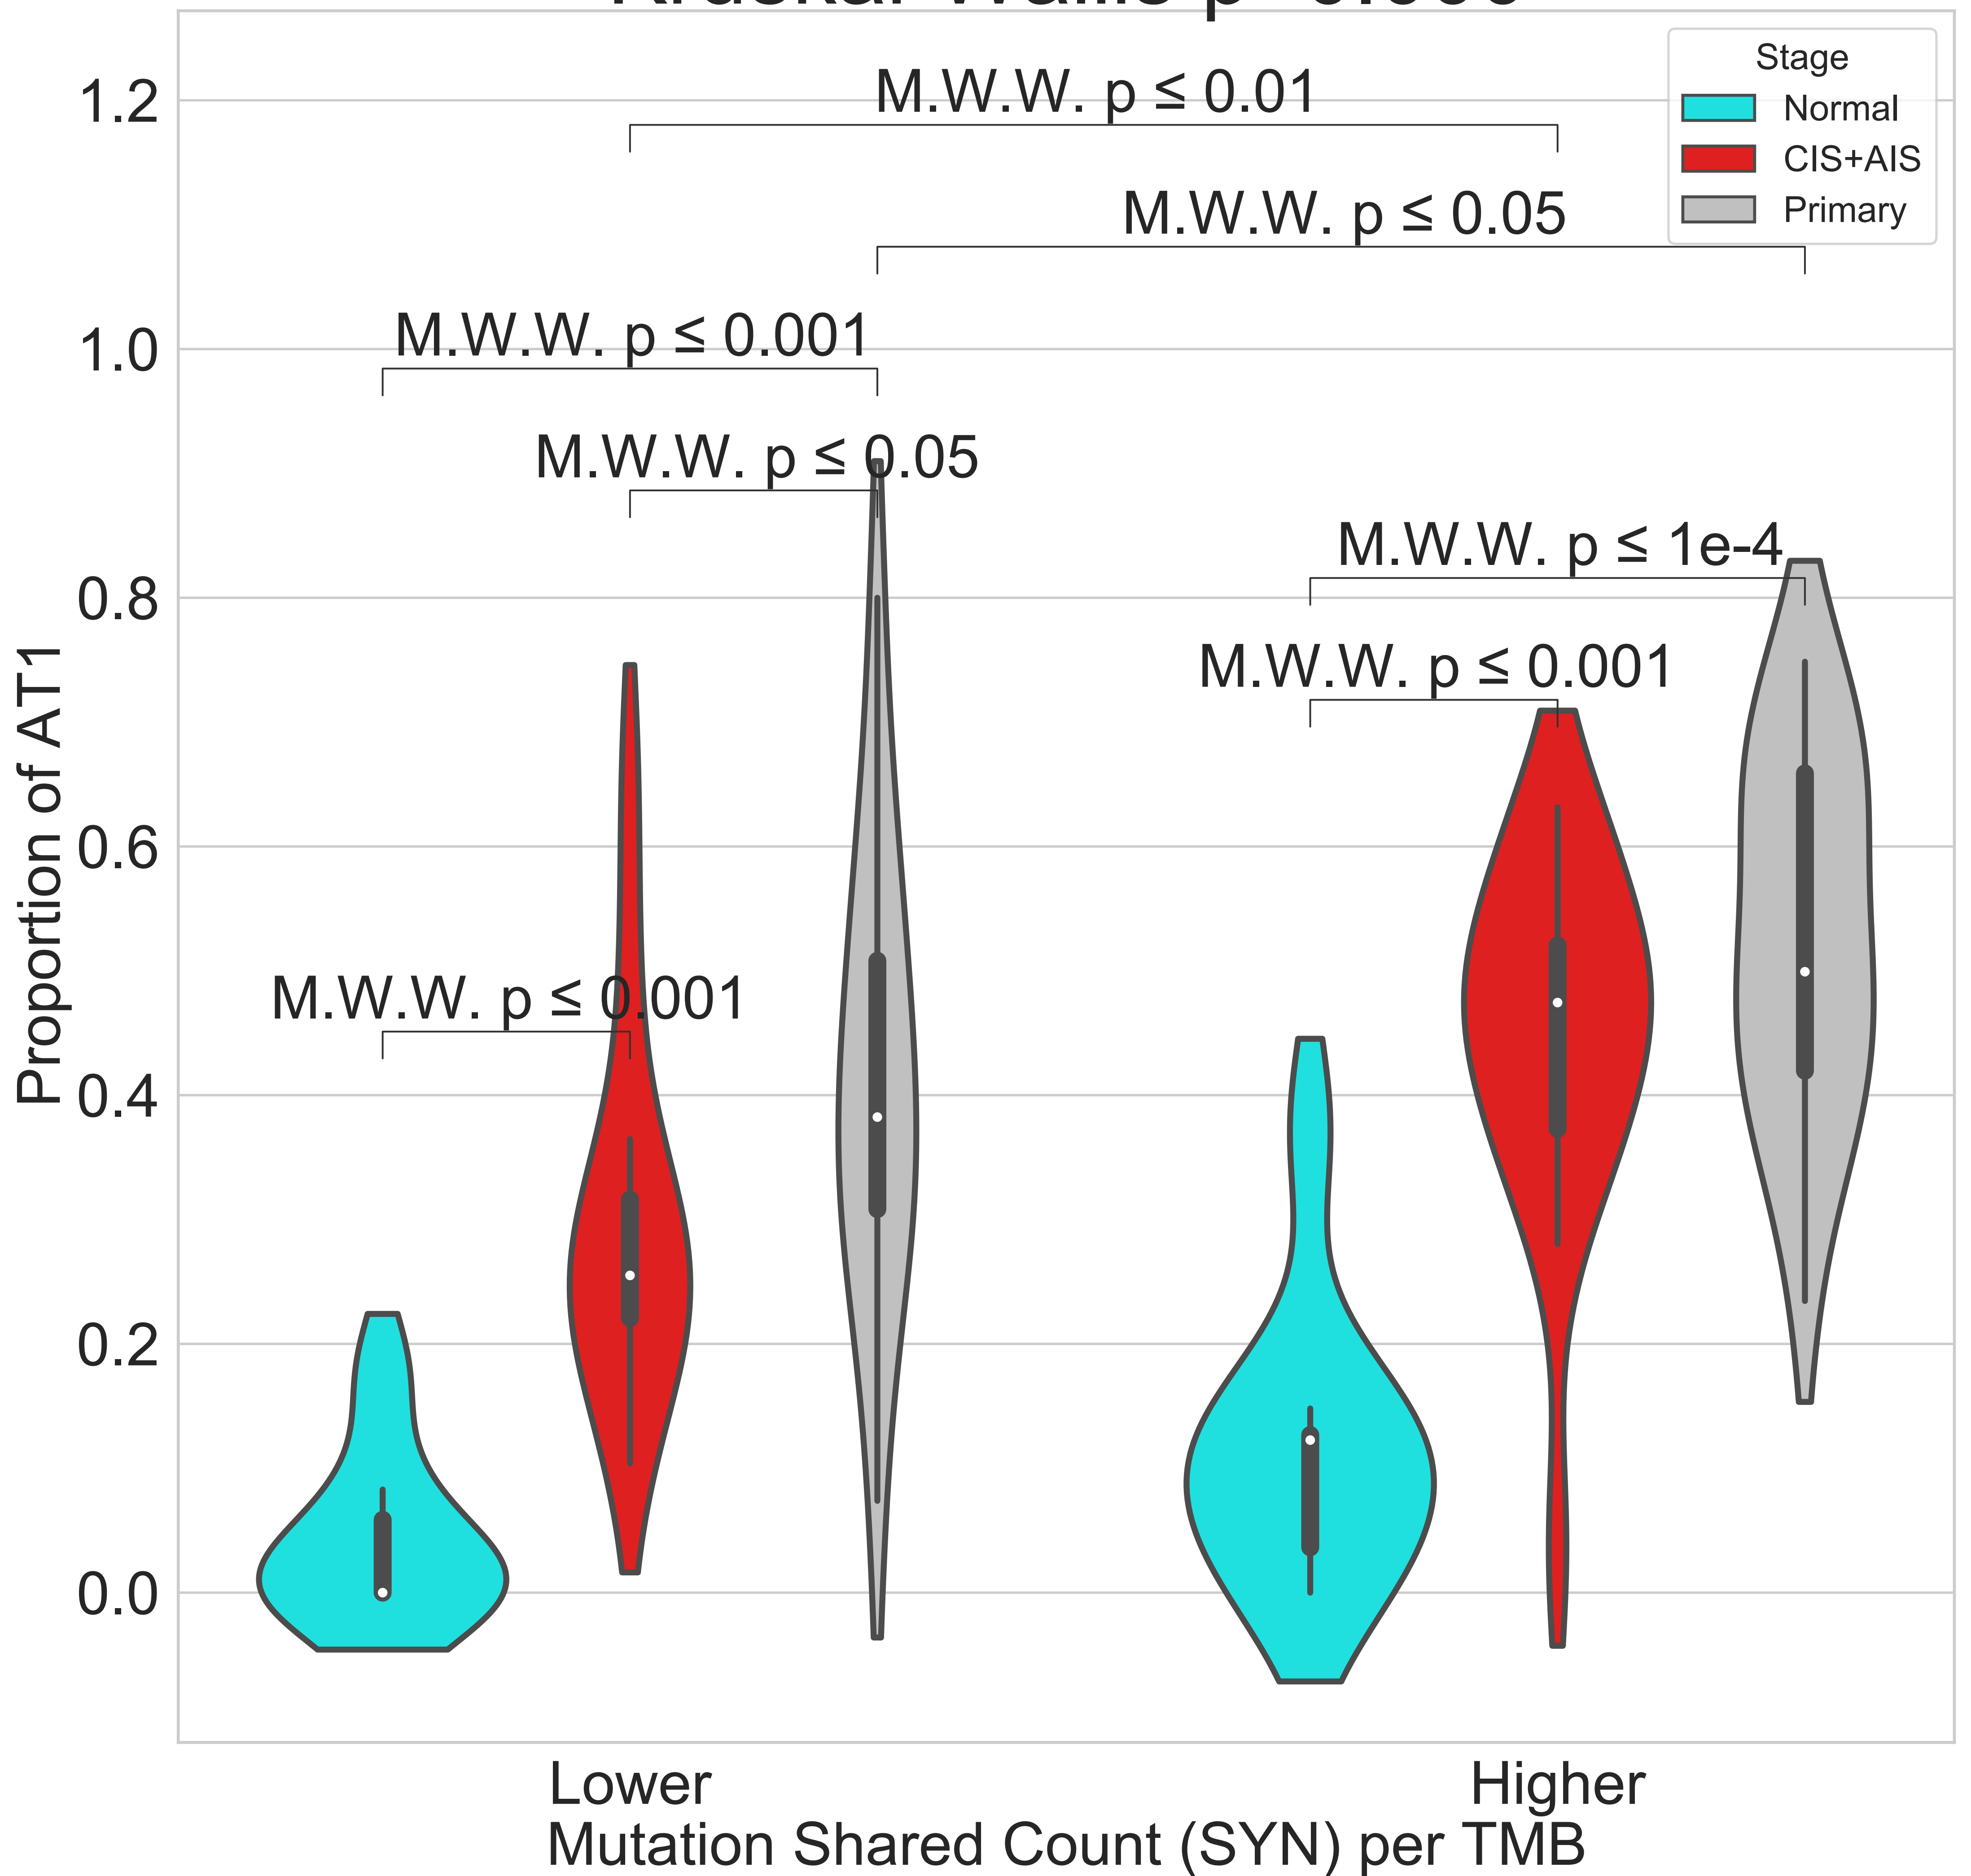 Stage
Normal
CIS+AIS
Primary
M.W.W. p ≤ 0.01
M.W.W. p ≤ 0.05
M.W.W. p ≤ 0.001
M.W.W. p ≤ 0.05
M.W.W. p ≤ 1e-4
M.W.W. p ≤ 0.001
M.W.W. p ≤ 0.001
1.2
1.0
0.8
0.6
0.4
0.2
0.0
Proportion of AT1
Lower
Higher
Mutation Shared Count (SYN) per TMB